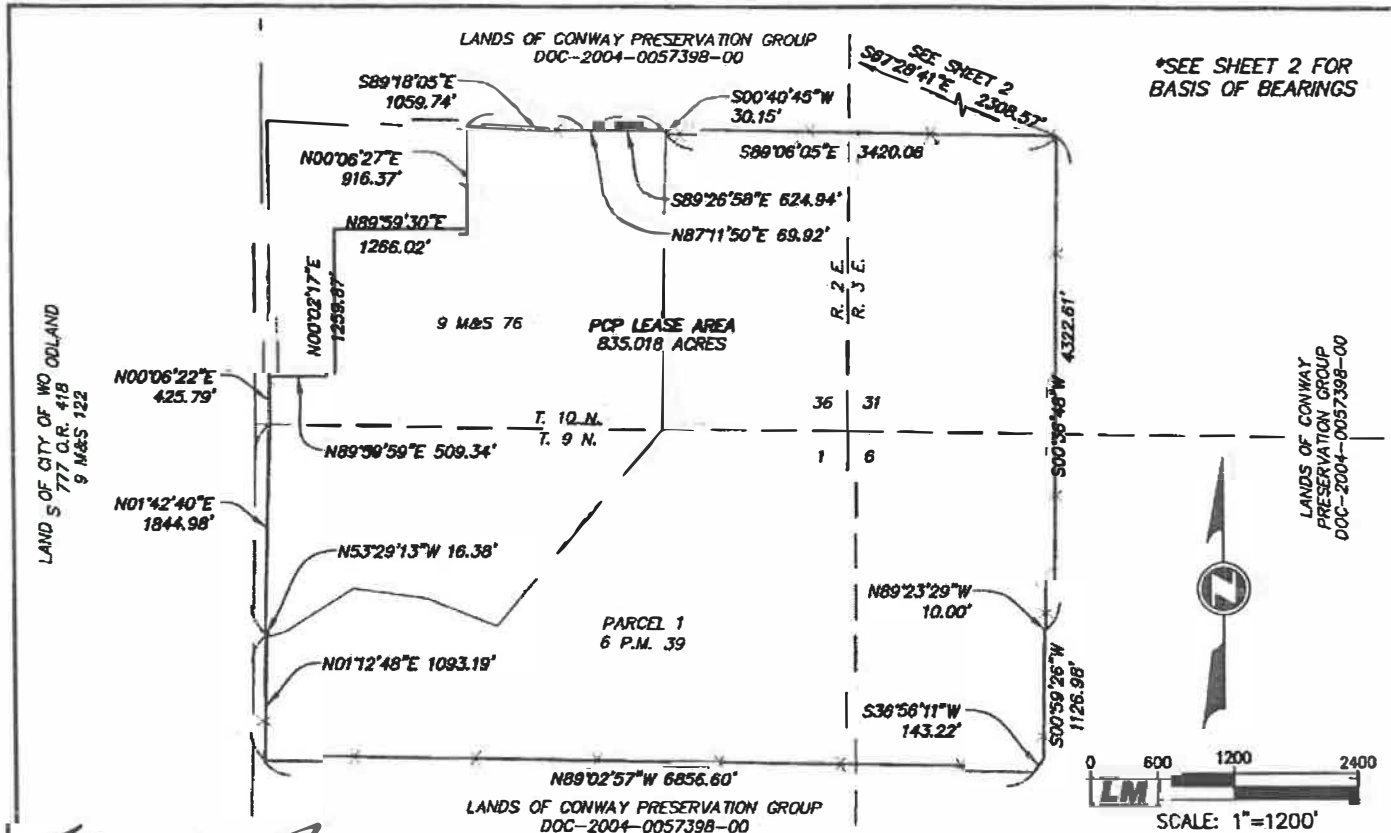 LANDS OF CONWAY PRESERVATION GROUP
DOC-2004-0057398-00
SEE SHEET 2
S87°28'41"E 2308.57'
*SEE SHEET 2 FOR
BASIS OF BEARINGS
S89°18'05"E
1059.74'
S00°40'45"W
30.15'
S89°06'05"E 3420.08'
N00°06'27"E
916.37'
S89°26'58"E 624.94'
N87°11'50"E 69.92'
N89°59'30"E
1266.02'
R. 2 E.
R. 3 E.
N00°02'17"E
1259.87'
9 M&S 76
PCP LEASE AREA
835.018 ACRES
S00°36'48"W 4322.61'
LANDS OF CITY OF WOODLAND
777 O.R. 418
9 M&S 122
LANDS OF CONWAY
PRESERVATION GROUP
DOC-2004-0057398-00
N00°06'22"E
425.79'
36 31
T. 10 N.
T. 9 N.
1 6
N89°59'59"E 509.34'
N01°42'40"E
1844.98'
N53°29'13"W 16.38'
N89°23'29"W
10.00'
PARCEL 1
6 P.M. 39
N01°12'48"E 1093.19'
S00°59'26"W
1126.98'
S36°56'11"W
143.22'
N89°02'57"W 6856.60'
LANDS OF CONWAY PRESERVATION GROUP
DOC-2004-0057398-00
N
0 600 1200 2400
LM
SCALE: 1"=1200'